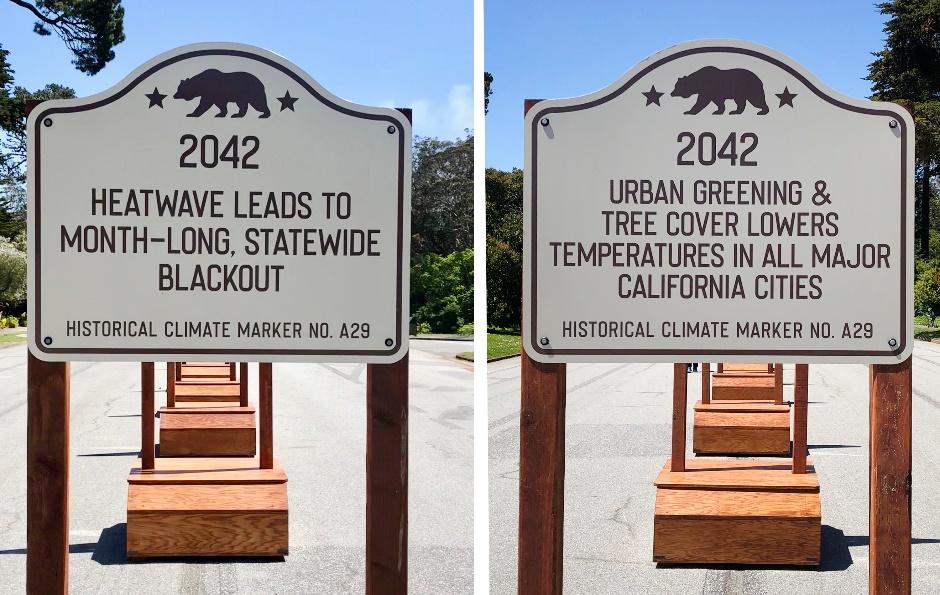 2042
HEATWAVE LEADS TO
MONTH-LONG, STATEWIDE
BLACKOUT
HISTORICAL CLIMATE MARKER NO. A29
2042
URBAN GREENING &
TREE COVER LOWERS
TEMPERATURES IN ALL MAJOR
CALIFORNIA CITIES
HISTORICAL CLIMATE MARKER NO. A29